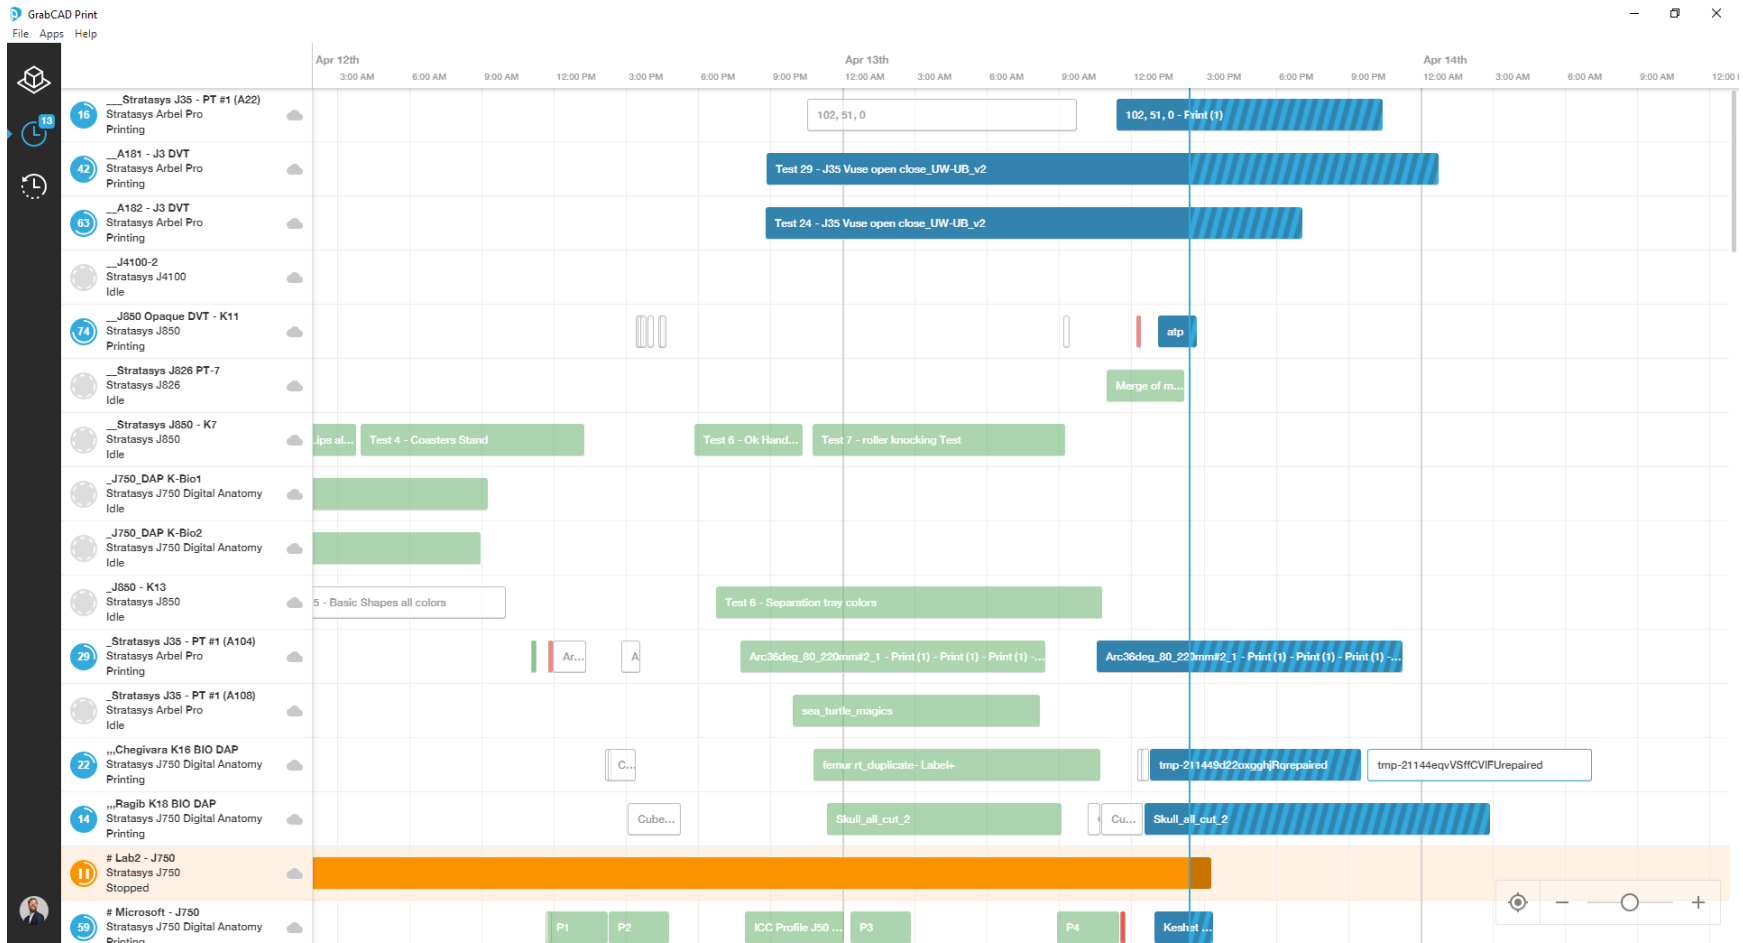 GrabCAD Print
File Apps Help
Apr 12th Apr 13th Apr 14th
3:00 AM 6:00 AM 9:00 AM 12:00 PM 3:00 PM 6:00 PM 9:00 PM 12:00 AM 3:00 AM 6:00 AM 9:00 AM 12:00 PM 3:00 PM 6:00 PM 9:00 PM 12:00 AM 3:00 AM 6:00 AM 9:00 AM 12:00
13
16
___Stratasys J35 - PT #1 (A22)
Stratasys Arbel Pro
Printing
102, 51, 0
102, 51, 0 - Print (1)
42
__A181 - J3 DVT
Stratasys Arbel Pro
Printing
Test 29 - J35 Vuse open close_UW-UB_v2
63
__A182 - J3 DVT
Stratasys Arbel Pro
Printing
Test 24 - J35 Vuse open close_UW-UB_v2
__J4100-2
Stratasys J4100
Idle
74
__J850 Opaque DVT - K11
Stratasys J850
Printing
atp
__Stratasys J826 PT-7
Stratasys J826
Idle
Merge of m...
__Stratasys J850 - K7
Stratasys J850
Idle
Lips al...
Test 4 - Coasters Stand
Test 6 - Ok Hand...
Test 7 - roller knocking Test
_J750_DAP K-Bio1
Stratasys J750 Digital Anatomy
Idle
_J750_DAP K-Bio2
Stratasys J750 Digital Anatomy
Idle
_J850 - K13
Stratasys J850
Idle
5 - Basic Shapes all colors
Test 6 - Separation tray colors
29
_Stratasys J35 - PT #1 (A104)
Stratasys Arbel Pro
Printing
Ar...
A
Arc36deg_80_220mm#2_1 - Print (1) - Print (1) - Print (1) -...
Arc36deg_80_220mm#2_1 - Print (1) - Print (1) - Print (1) -...
_Stratasys J35 - PT #1 (A108)
Stratasys Arbel Pro
Idle
sea_turtle_magics
22
,,,Chegivara K16 BIO DAP
Stratasys J750 Digital Anatomy
Printing
C...
femur rt_duplicate- Label+
tmp-211449d22oxgghjRqrepaired
tmp-21144eqvVSffCVIFUrepaired
14
,,,Ragib K18 BIO DAP
Stratasys J750 Digital Anatomy
Printing
Cube...
Skull_all_cut_2
Cu...
Skull_all_cut_2
# Lab2 - J750
Stratasys J750
Stopped
59
# Microsoft - J750
Stratasys J750 Digital Anatomy
Printing
P1
P2
ICC Profile J50 ...
P3
P4
Keshet ...